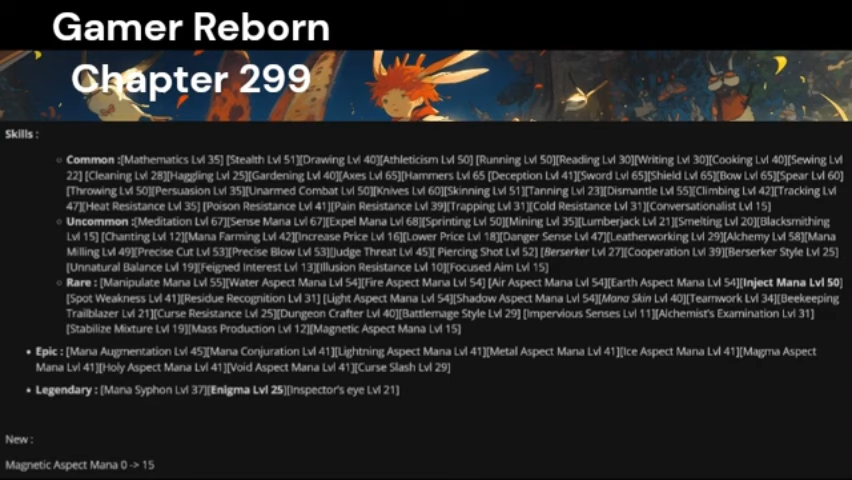 Gamer Reborn
Chapter 299
Skills :
Common :[Mathematics Lvl 35] [Stealth Lvl 51][Drawing Lvl 40][Athleticism Lvl 50] [Running Lvl 50][Reading Lvl 30][Writing Lvl 30][Cooking Lvl 40][Sewing Lvl
22] [Cleaning Lvl 28][Haggling Lvl 25][Gardening Lvl 40][Axes Lvl 65][Hammers Lvl 65 [Deception Lvl 41][Sword Lvl 65][Shield Lvl 65][Bow Lvl 65][Spear Lvl 60]
[Throwing Lvl 50][Persuasion Lvl 35][Unarmed Combat Lvl 50][Knives Lvl 60][Skinning Lvl 51][Tanning Lvl 23][Dismantle Lvl 55][Climbing Lvl 42][Tracking Lvl
47][Heat Resistance Lvl 35] [Poison Resistance Lvl 41][Pain Resistance Lvl 39][Trapping Lvl 31][Cold Resistance Lvl 31][Conversationalist Lvl 15]
Uncommon :[Meditation Lvl 67][Sense Mana Lvl 67][Expel Mana Lvl 68][Sprinting Lvl 50][Mining Lvl 35][Lumberjack Lvl 21][Smelting Lvl 20][Blacksmithing
Lvl 15] [Chanting Lvl 12][Mana Farming Lvl 42][Increase Price Lvl 16][Lower Price Lvl 18][Danger Sense Lvl 47][Leatherworking Lvl 29][Alchemy Lvl 58][Mana
Milling Lvl 49][Precise Cut Lvl 53][Precise Blow Lvl 53][Judge Threat Lvl 45][ Piercing Shot Lvl 52] [Berserker Lvl 27][Cooperation Lvl 39][Berserker Style Lvl 25]
[Unnatural Balance Lvl 19][Feigned Interest Lvl 13][Illusion Resistance Lvl 10][Focused Aim Lvl 15]
Rare : [Manipulate Mana Lvl 55][Water Aspect Mana Lvl 54][Fire Aspect Mana Lvl 54] [Air Aspect Mana Lvl 54][Earth Aspect Mana Lvl 54][Inject Mana Lvl 50]
[Spot Weakness Lvl 41][Residue Recognition Lvl 31] [Light Aspect Mana Lvl 54][Shadow Aspect Mana Lvl 54][Mana Skin Lvl 40][Teamwork Lvl 34][Beekeeping
Trailblazer Lvl 21][Curse Resistance Lvl 25][Dungeon Crafter Lvl 40][Battlemage Style Lvl 29] [Impervious Senses Lvl 11][Alchemist's Examination Lvl 31]
[Stabilize Mixture Lvl 19][Mass Production Lvl 12][Magnetic Aspect Mana Lvl 15]
Epic : [Mana Augmentation Lvl 45][Mana Conjuration Lvl 41][Lightning Aspect Mana Lvl 41][Metal Aspect Mana Lvl 41][Ice Aspect Mana Lvl 41][Magma Aspect
Mana Lvl 41][Holy Aspect Mana Lvl 41][Void Aspect Mana Lvl 41][Curse Slash Lvl 29]
Legendary : [Mana Syphon Lvl 37][Enigma Lvl 25][Inspector's eye Lvl 21]
New :
Magnetic Aspect Mana 0 -> 15